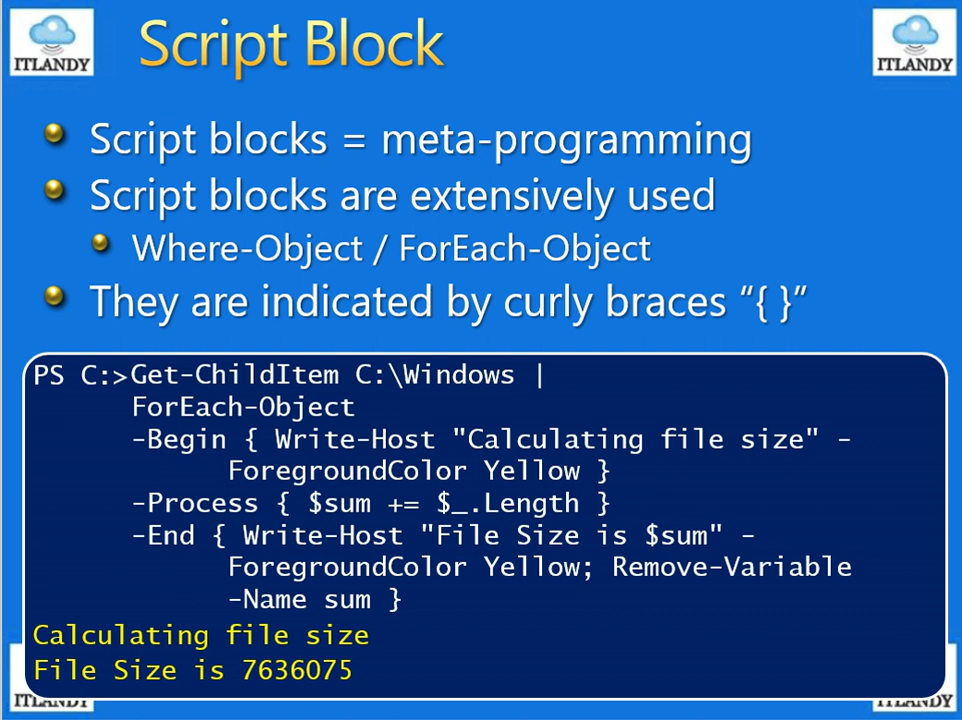 ITLANDY
ITLANDY
Script Block
Script blocks = meta-programming
Script blocks are extensively used
Where-Object / ForEach-Object
They are indicated by curly braces “{ }”
PS C:>Get-ChildItem C:\Windows |
ForEach-Object
-Begin { Write-Host "Calculating file size" -
ForegroundColor Yellow }
-Process { $sum += $_.Length }
-End { Write-Host "File Size is $sum" -
ForegroundColor Yellow; Remove-Variable
-Name sum }
Calculating file size
File Size is 7636075
ITLANDY
ITLANDY